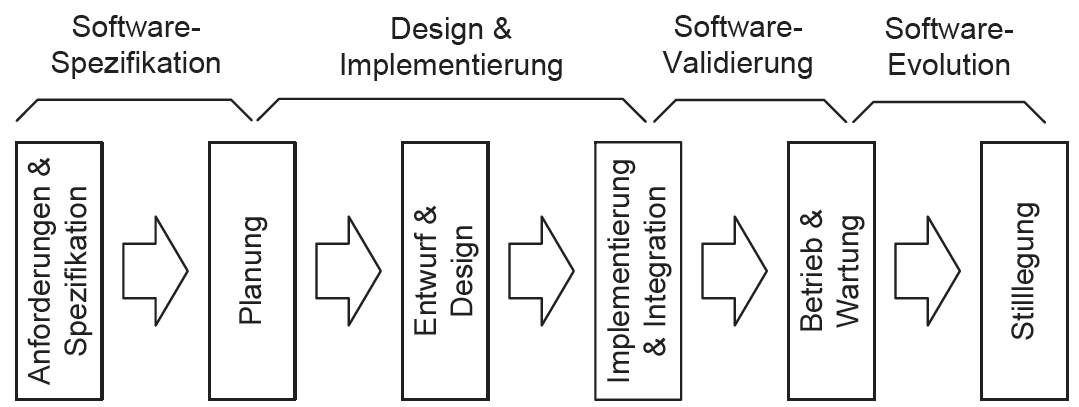 Software-
Spezifikation
Design &
Implementierung
Software-
Validierung
Software-
Evolution
Anforderungen &
Spezifikation
Planung
Entwurf &
Design
Implementierung
& Integration
Betrieb &
Wartung
Stilllegung